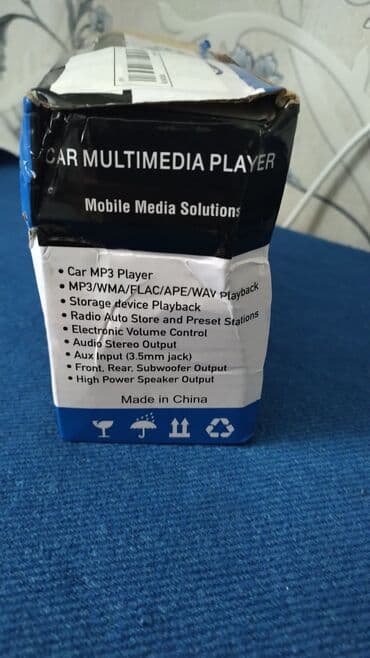 CAR MULTIMEDIA PLAYER
Mobile Media Solutions
• Car MP3 Player
• MP3/WMA/FLAC/APE/WAV Playback
• Storage device Playback
• Radio Auto Store and Preset Stations
• Electronic Volume Control
• Audio Stereo Output
• Aux Input (3.5mm jack)
• Front, Rear, Subwoofer Output
• High Power Speaker Output
Made in China